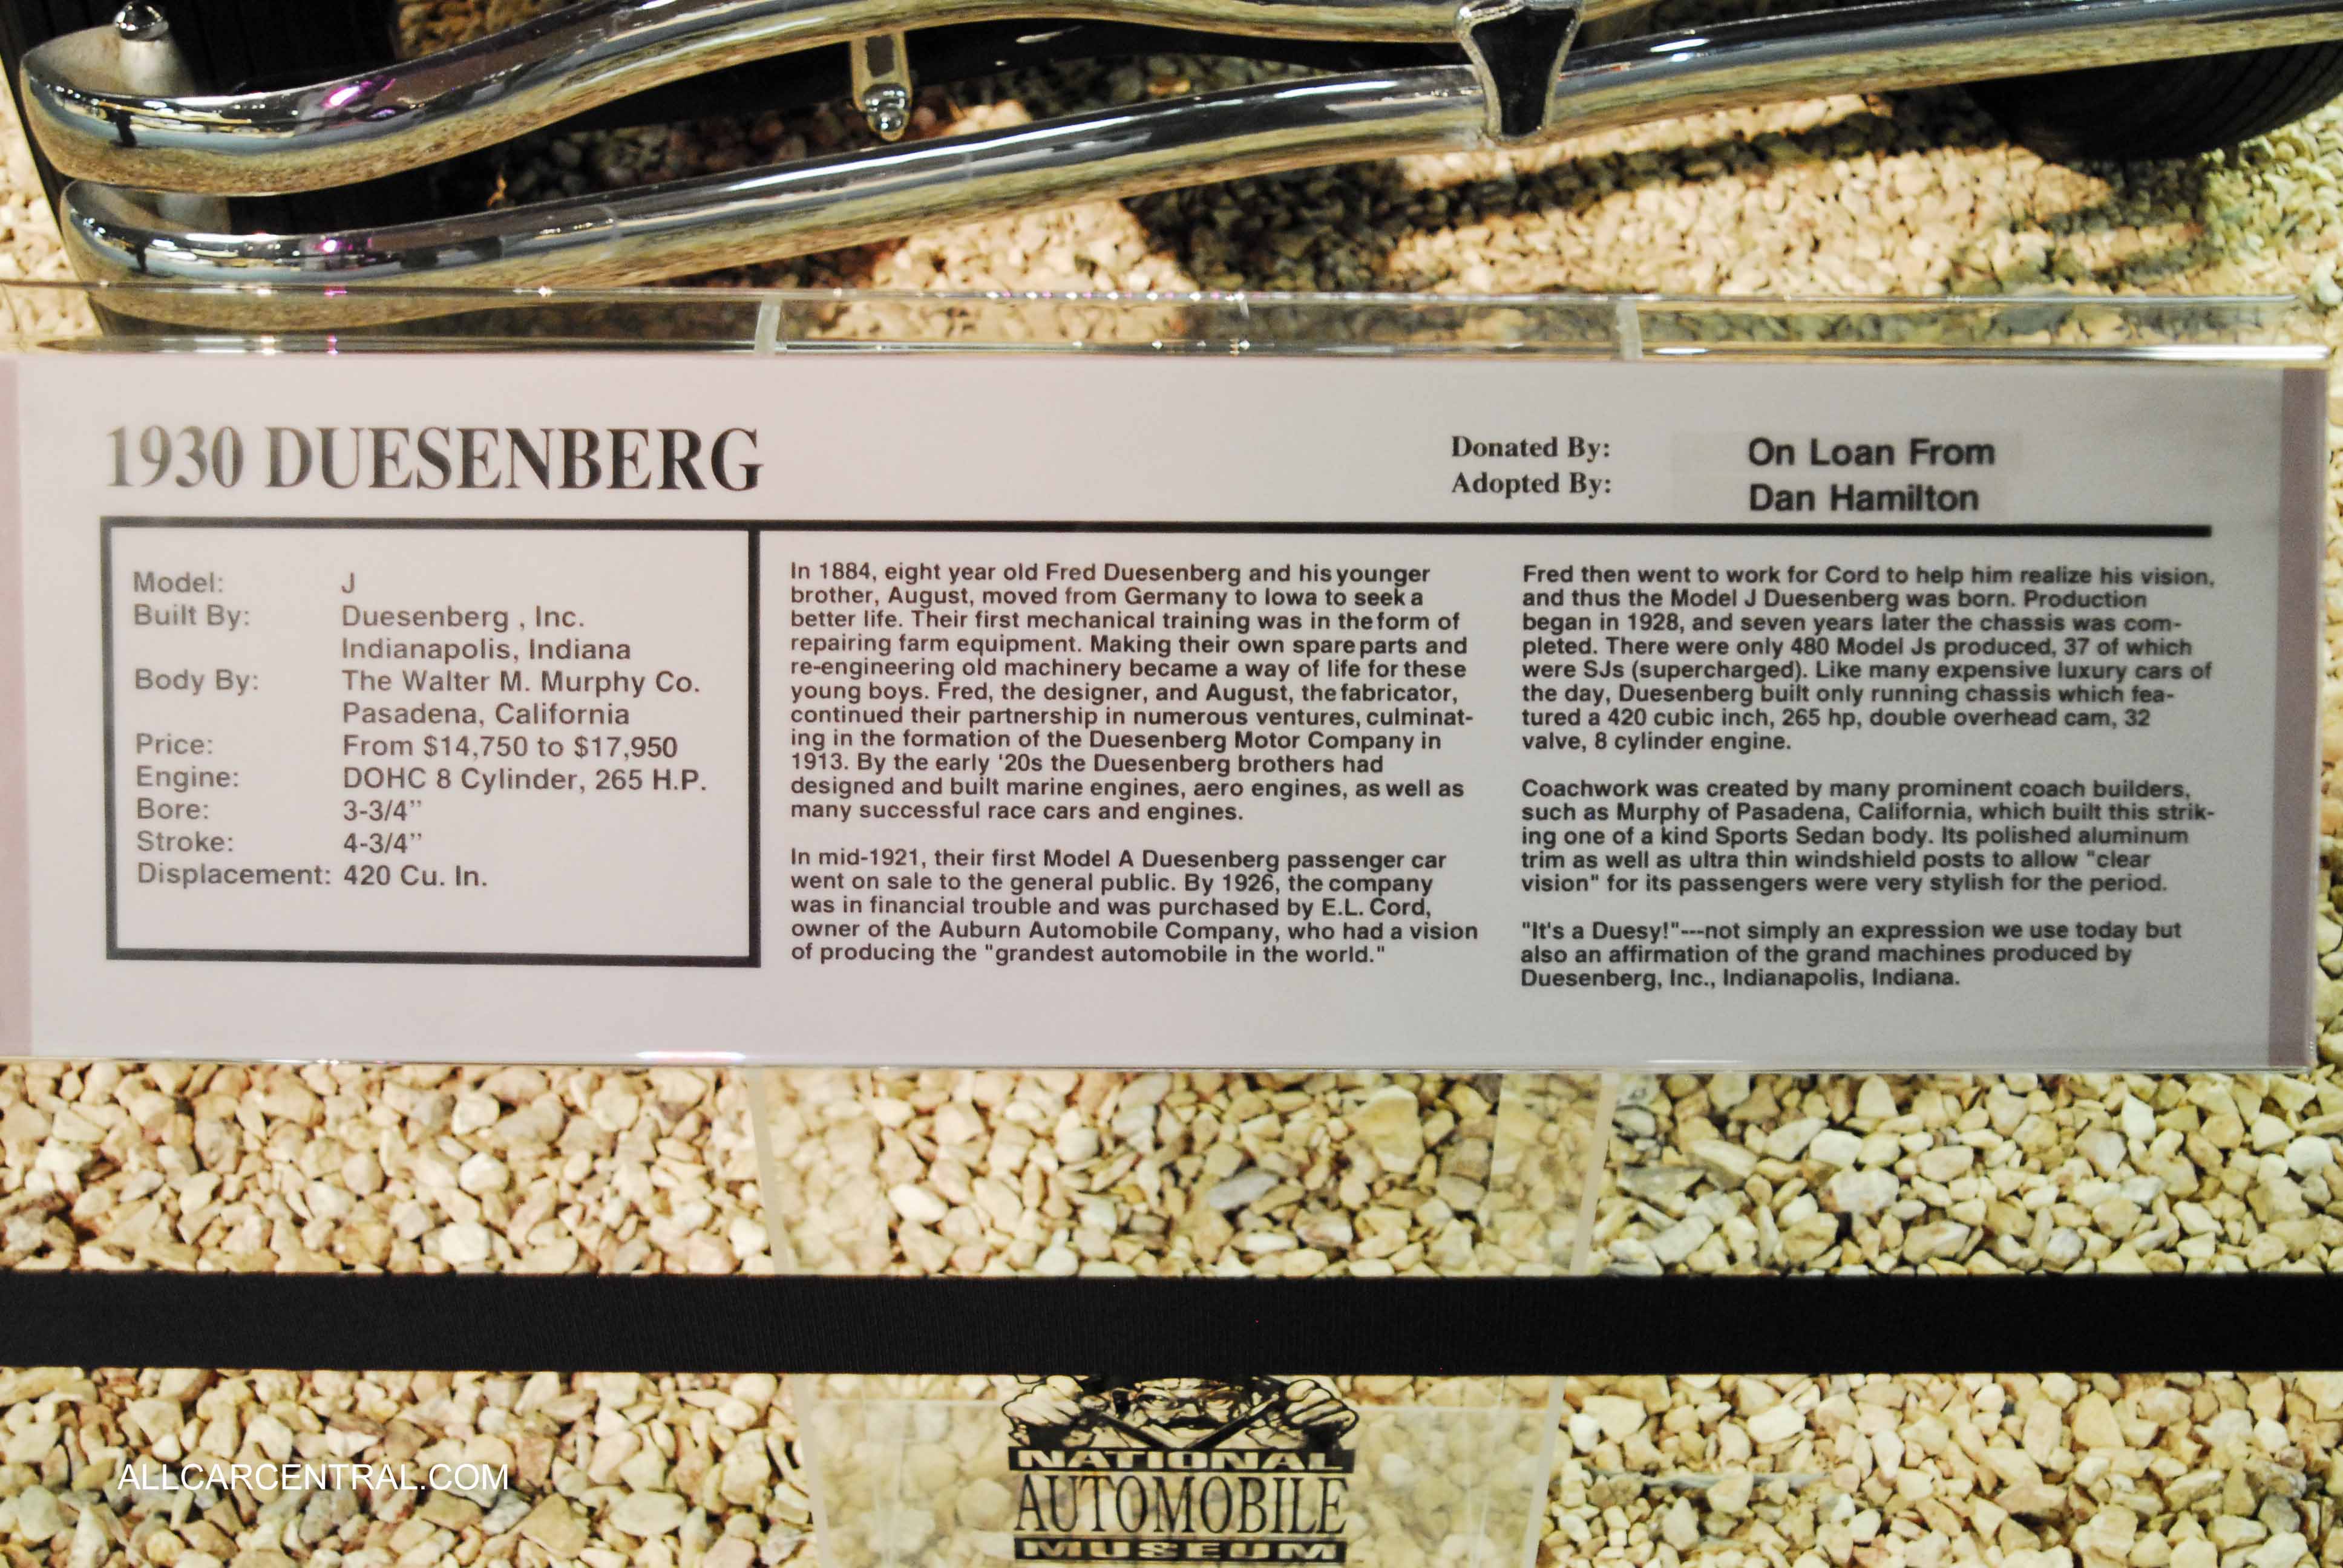 1930 DUESENBERG
Donated By:
Adopted By:
On Loan From
Dan Hamilton
Model: J
Built By: Duesenberg , Inc.
Indianapolis, Indiana
Body By: The Walter M. Murphy Co.
Pasadena, California
Price: From $14,750 to $17,950
Engine: DOHC 8 Cylinder, 265 H.P.
Bore: 3-3/4"
Stroke: 4-3/4"
Displacement: 420 Cu. In.
In 1884, eight year old Fred Duesenberg and his younger
brother, August, moved from Germany to Iowa to seek a
better life. Their first mechanical training was in the form of
repairing farm equipment. Making their own spare parts and
re-engineering old machinery became a way of life for these
young boys. Fred, the designer, and August, the fabricator,
continued their partnership in numerous ventures, culminat-
ing in the formation of the Duesenberg Motor Company in
1913. By the early '20s the Duesenberg brothers had
designed and built marine engines, aero engines, as well as
many successful race cars and engines.
In mid-1921, their first Model A Duesenberg passenger car
went on sale to the general public. By 1926, the company
was in financial trouble and was purchased by E.L. Cord,
owner of the Auburn Automobile Company, who had a vision
of producing the "grandest automobile in the world."
Fred then went to work for Cord to help him realize his vision,
and thus the Model J Duesenberg was born. Production
began in 1928, and seven years later the chassis was com-
pleted. There were only 480 Model Js produced, 37 of which
were SJs (supercharged). Like many expensive luxury cars of
the day, Duesenberg built only running chassis which fea-
tured a 420 cubic inch, 265 hp, double overhead cam, 32
valve, 8 cylinder engine.
Coachwork was created by many prominent coach builders,
such as Murphy of Pasadena, California, which built this strik-
ing one of a kind Sports Sedan body. Its polished aluminum
trim as well as ultra thin windshield posts to allow "clear
vision" for its passengers were very stylish for the period.
"It's a Duesy!"---not simply an expression we use today but
also an affirmation of the grand machines produced by
Duesenberg, Inc., Indianapolis, Indiana.
NATIONAL
AUTOMOBILE
MUSEUM
ALLCARCENTRAL.COM